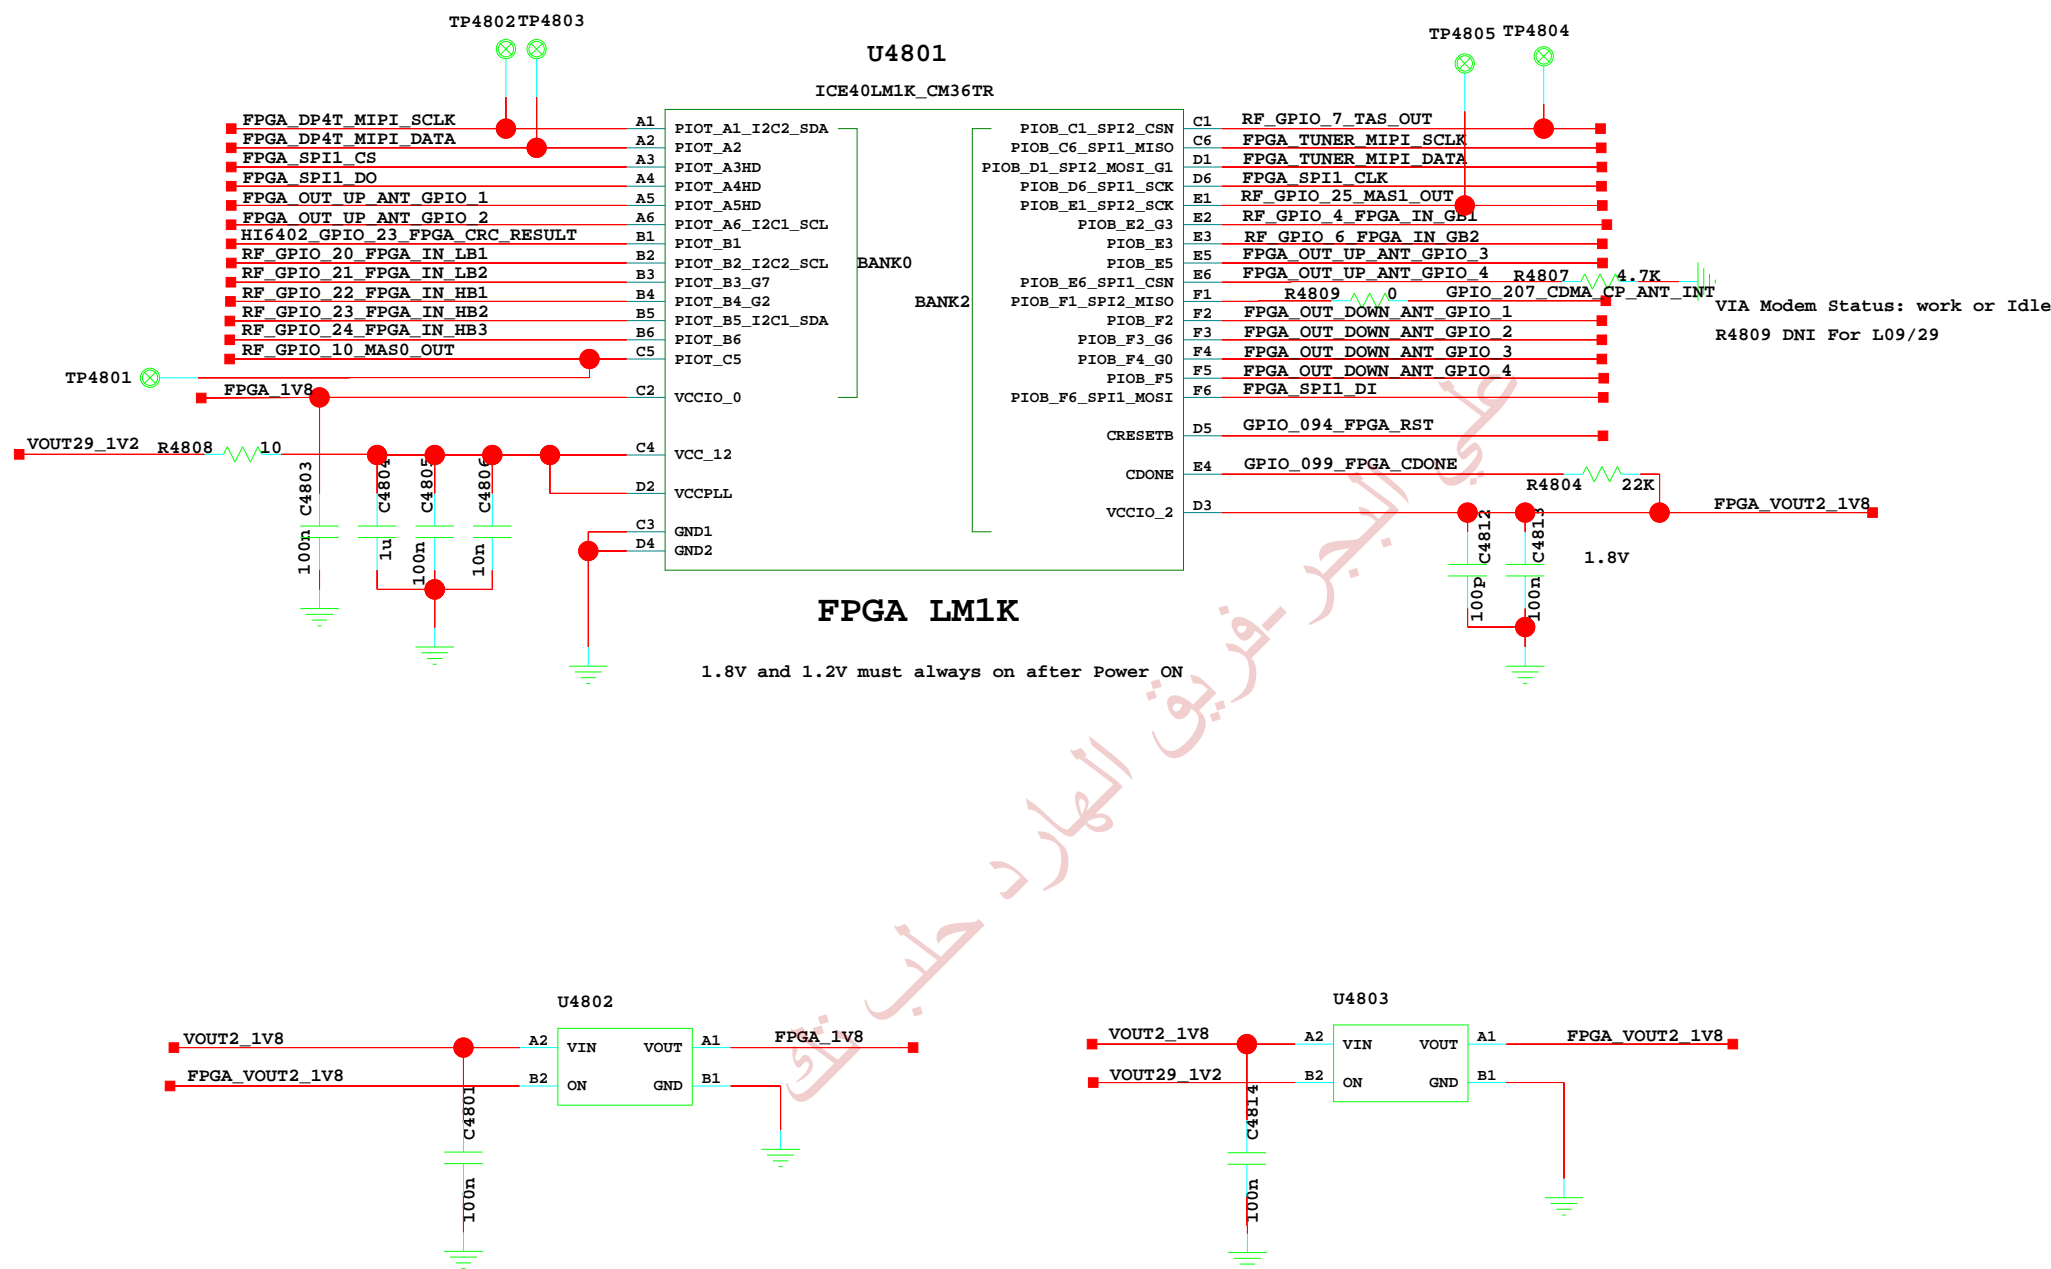 TP4802 TP4803
U4801
ICE40LM1K_CM36TR
TP4805 TP4804
FPGA_DP4T_MIPI_SCLK A1 PIOT_A1_I2C2_SDA
FPGA_DP4T_MIPI_DATA A2 PIOT_A2
FPGA_SPI1_CS A3 PIOT_A3HD
FPGA_SPI1_DO A4 PIOT_A4HD
FPGA_OUT_UP_ANT_GPIO_1 A5 PIOT_A5HD
FPGA_OUT_UP_ANT_GPIO_2 A6 PIOT_A6_I2C1_SCL
HI6402_GPIO_23_FPGA_CRC_RESULT B1 PIOT_B1
RF_GPIO_20_FPGA_IN_LB1 B2 PIOT_B2_I2C2_SCL
RF_GPIO_21_FPGA_IN_LB2 B3 PIOT_B3_G7
RF_GPIO_22_FPGA_IN_HB1 B4 PIOT_B4_G2
RF_GPIO_23_FPGA_IN_HB2 B5 PIOT_B5_I2C1_SDA
RF_GPIO_24_FPGA_IN_HB3 B6 PIOT_B6
RF_GPIO_10_MAS0_OUT C5 PIOT_C5
TP4801
FPGA_1V8 C2 VCCIO_0
VOUT29_1V2 R4808 10 C4 VCC_12
D2 VCCPLL
C3 GND1
D4 GND2
BANK0
BANK2
C4803 100n
C4804 1u
C4805 100n
C4806 10n
PIOB_C1_SPI2_CSN C1 RF_GPIO_7_TAS_OUT
PIOB_C6_SPI1_MISO C6 FPGA_TUNER_MIPI_SCLK
PIOB_D1_SPI2_MOSI_G1 D1 FPGA_TUNER_MIPI_DATA
PIOB_D6_SPI1_SCK D6 FPGA_SPI1_CLK
PIOB_E1_SPI2_SCK E1 RF_GPIO_25_MAS1_OUT
PIOB_E2_G3 E2 RF_GPIO_4_FPGA_IN_GB1
PIOB_E3 E3 RF_GPIO_6_FPGA_IN_GB2
PIOB_E5 E5 FPGA_OUT_UP_ANT_GPIO_3
PIOB_E6_SPI1_CSN E6 FPGA_OUT_UP_ANT_GPIO_4 R4807 4.7K
PIOB_F1_SPI2_MISO F1 R4809 0 GPIO_207_CDMA_CP_ANT_INT
PIOB_F2 F2 FPGA_OUT_DOWN_ANT_GPIO_1
PIOB_F3_G6 F3 FPGA_OUT_DOWN_ANT_GPIO_2
PIOB_F4_G0 F4 FPGA_OUT_DOWN_ANT_GPIO_3
PIOB_F5 F5 FPGA_OUT_DOWN_ANT_GPIO_4
PIOB_F6_SPI1_MOSI F6 FPGA_SPI1_DI
CRESETB D5 GPIO_094_FPGA_RST
CDONE E4 GPIO_099_FPGA_CDONE R4804 22K
VCCIO_2 D3 FPGA_VOUT2_1V8
VIA Modem Status: work or Idle
R4809 DNI For L09/29
C4812 100p
C4813 100n
1.8V
FPGA LM1K
1.8V and 1.2V must always on after Power ON
علي البجر-فريق الهارد حلب تك
U4802
VOUT2_1V8 A2 VIN VOUT A1 FPGA_1V8
FPGA_VOUT2_1V8 B2 ON GND B1
C4801 100n
U4803
VOUT2_1V8 A2 VIN VOUT A1 FPGA_VOUT2_1V8
VOUT29_1V2 B2 ON GND B1
C4814 100n